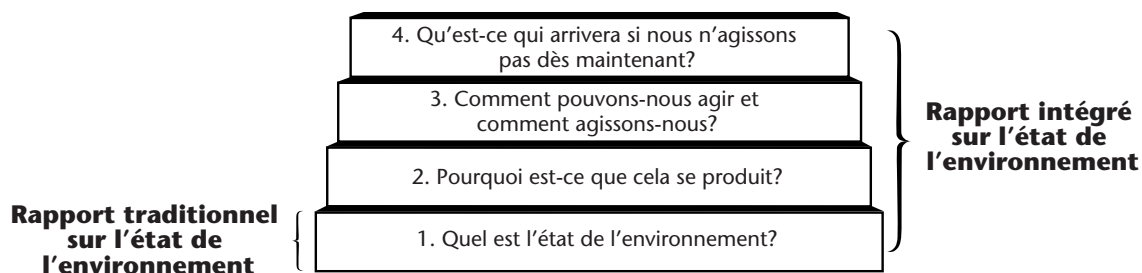 4. Qu’est-ce qui arrivera si nous n’agissons
pas dès maintenant?
3. Comment pouvons-nous agir et
comment agissons-nous?
2. Pourquoi est-ce que cela se produit?
1. Quel est l’état de l’environnement?
Rapport traditionnel
sur l’état de
l’environnement
Rapport intégré
sur l’état de
l’environnement